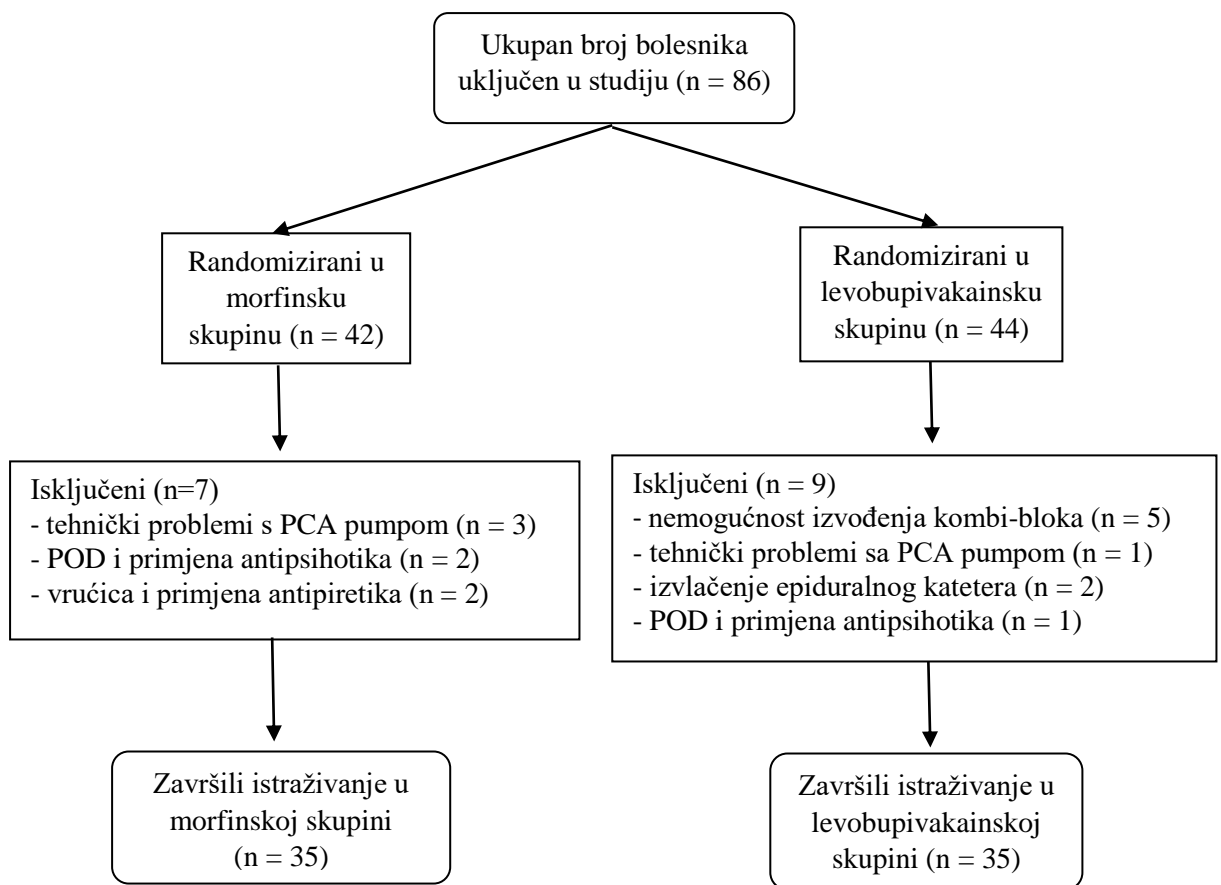 Ukupan broj bolesnika
uključen u studiju (n = 86)
Randomizirani u
morfinsku
skupinu (n = 42)
Randomizirani u
levobupivakainsku
skupinu (n = 44)
Isključeni (n=7)
- tehnički problemi s PCA pumpom (n = 3)
- POD i primjena antipsihotika (n = 2)
- vrućica i primjena antipiretika (n = 2)
Isključeni (n = 9)
- nemogućnost izvođenja kombi-bloka (n = 5)
- tehnički problemi sa PCA pumpom (n = 1)
- izvlačenje epiduralnog katetera (n = 2)
- POD i primjena antipsihotika (n = 1)
Završili istraživanje u
morfinskoj skupini
(n = 35)
Završili istraživanje u
levobupivakainskoj
skupini (n = 35)